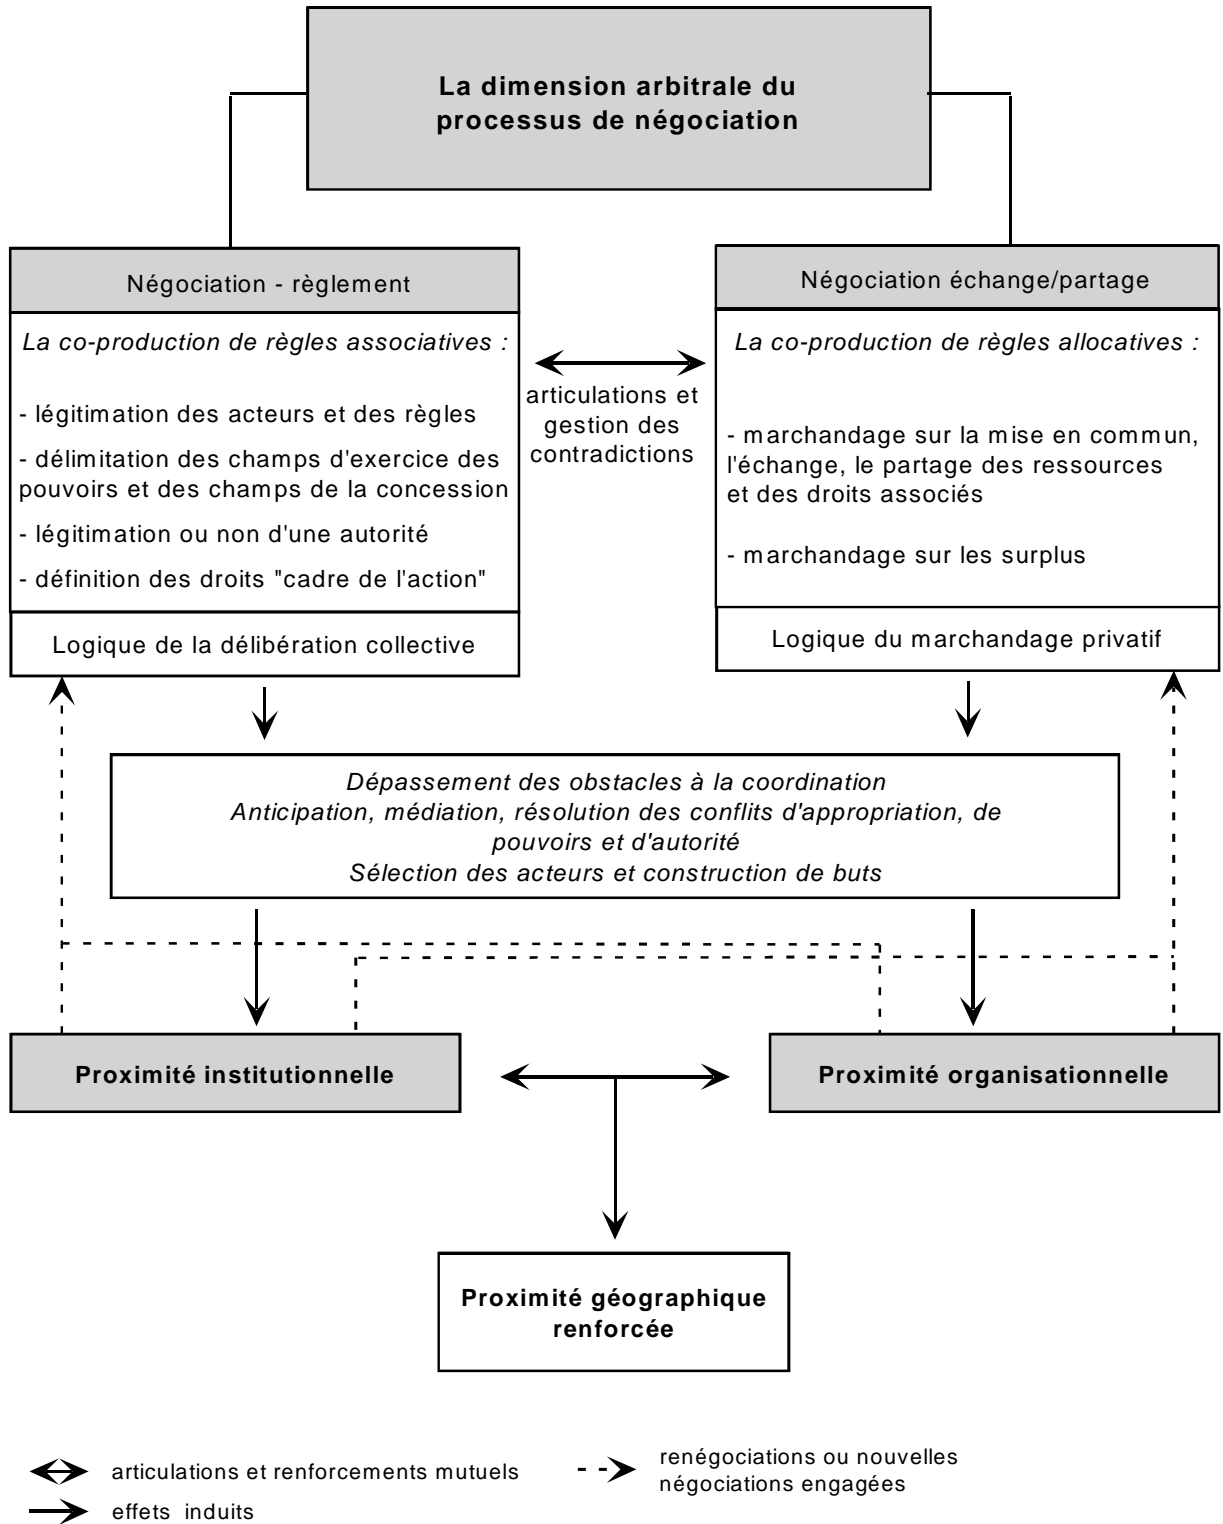 La dimension arbitrale du
processus de négociation
Négociation - règlement
La co-production de règles associatives :
- légitimation des acteurs et des règles
- délimitation des champs d'exercice des
pouvoirs et des champs de la concession
- légitimation ou non d'une autorité
- définition des droits "cadre de l'action"
Logique de la délibération collective
articulations et
gestion des
contradictions
Négociation échange/partage
La co-production de règles allocatives :
- marchandage sur la mise en commun,
l'échange, le partage des ressources
et des droits associés
- marchandage sur les surplus
Logique du marchandage privatif
Dépassement des obstacles à la coordination
Anticipation, médiation, résolution des conflits d'appropriation, de
pouvoirs et d'autorité
Sélection des acteurs et construction de buts
Proximité institutionnelle
Proximité organisationnelle
Proximité géographique
renforcée
articulations et renforcements mutuels
effets induits
renégociations ou nouvelles
négociations engagées